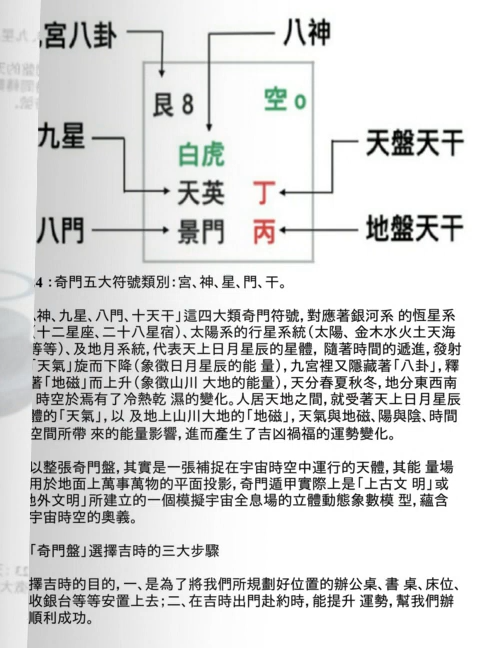 宮八卦
八神
艮 8
空 o
九星
白虎
天盤天干
天英 丁
八門
景門 丙
地盤天干
4：奇門五大符號類別：宮、神、星、門、干。
神、九星、八門、十天干」這四大類奇門符號，對應著銀河系 的恆星系
（十二星座、二十八星宿）、太陽系的行星系統（太陽、金木水火土天海
等等）、及地月系統，代表天上日月星辰的星體，隨著時間的遞進，發射
「天氣」旋而下降（象徵日月星辰的能 量），九宮裡又隱藏著「八卦」，釋
著「地磁」而上升（象徵山川 大地的能量），天分春夏秋冬，地分東西南
時空於焉有了冷熱乾 濕的變化。人居天地之間，就受著天上日月星辰
體的「天氣」，以 及地上山川大地的「地磁」，天氣與地磁、陽與陰、時間
空間所帶 來的能量影響，進而產生了吉凶禍福的運勢變化。
以整張奇門盤，其實是一張補捉在宇宙時空中運行的天體，其能 量場
用於地面上萬事萬物的平面投影，奇門遁甲實際上是「上古文 明」或
外文明」所建立的一個模擬宇宙全息場的立體動態象數模 型，蘊含
宇宙時空的奧義。
「奇門盤」選擇吉時的三大步驟
擇吉時的目的，一、是為了將我們所規劃好位置的辦公桌、書 桌、床位、
收銀台等等安置上去；二、在吉時出門赴約時，能提升 運勢，幫我們辦
順利成功。